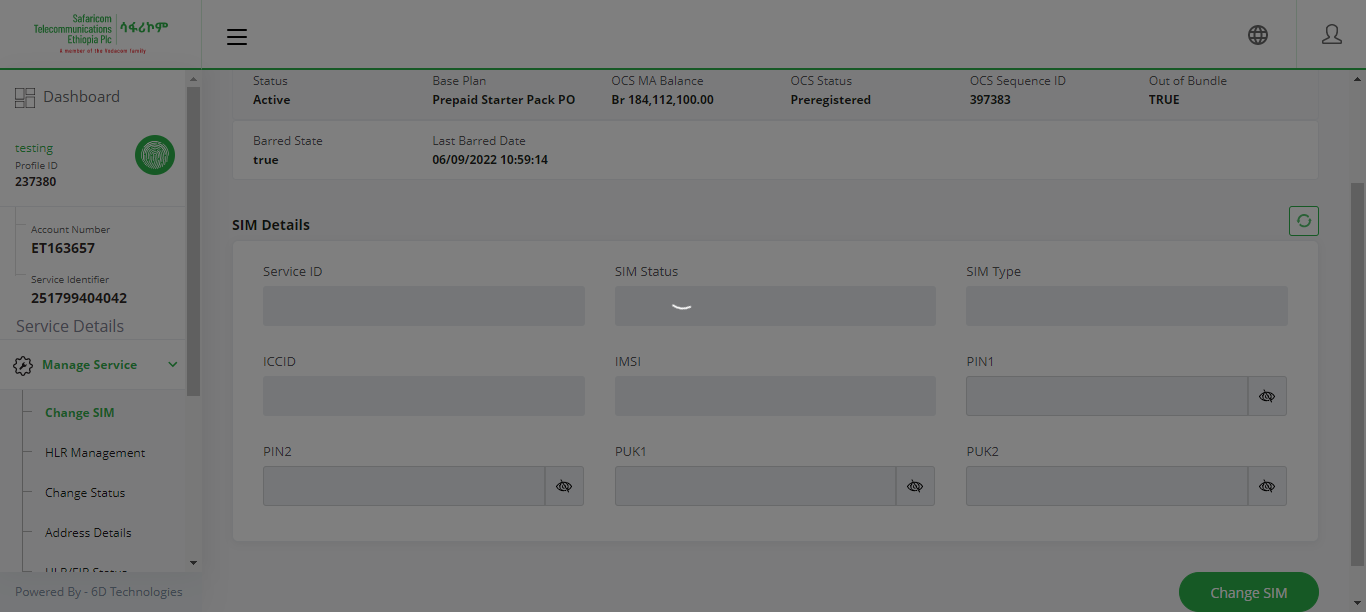 Safaricom
Telecommunications
Ethiopia Plc
ሳፋሪኮም
A member of the Vodacom family
Dashboard
testing
Profile ID
237380
Account Number
ET163657
Service Identifier
251799404042
Service Details
Manage Service
Change SIM
HLR Management
Change Status
Address Details
HLR/EIR Status
Powered By - 6D Technologies
Status Base Plan OCS MA Balance OCS Status OCS Sequence ID Out of Bundle
Active Prepaid Starter Pack PO Br 184,112,100.00 Preregistered 397383 TRUE
Barred State Last Barred Date
true 06/09/2022 10:59:14
SIM Details
Service ID SIM Status SIM Type
ICCID IMSI PIN1
PIN2 PUK1 PUK2
Change SIM